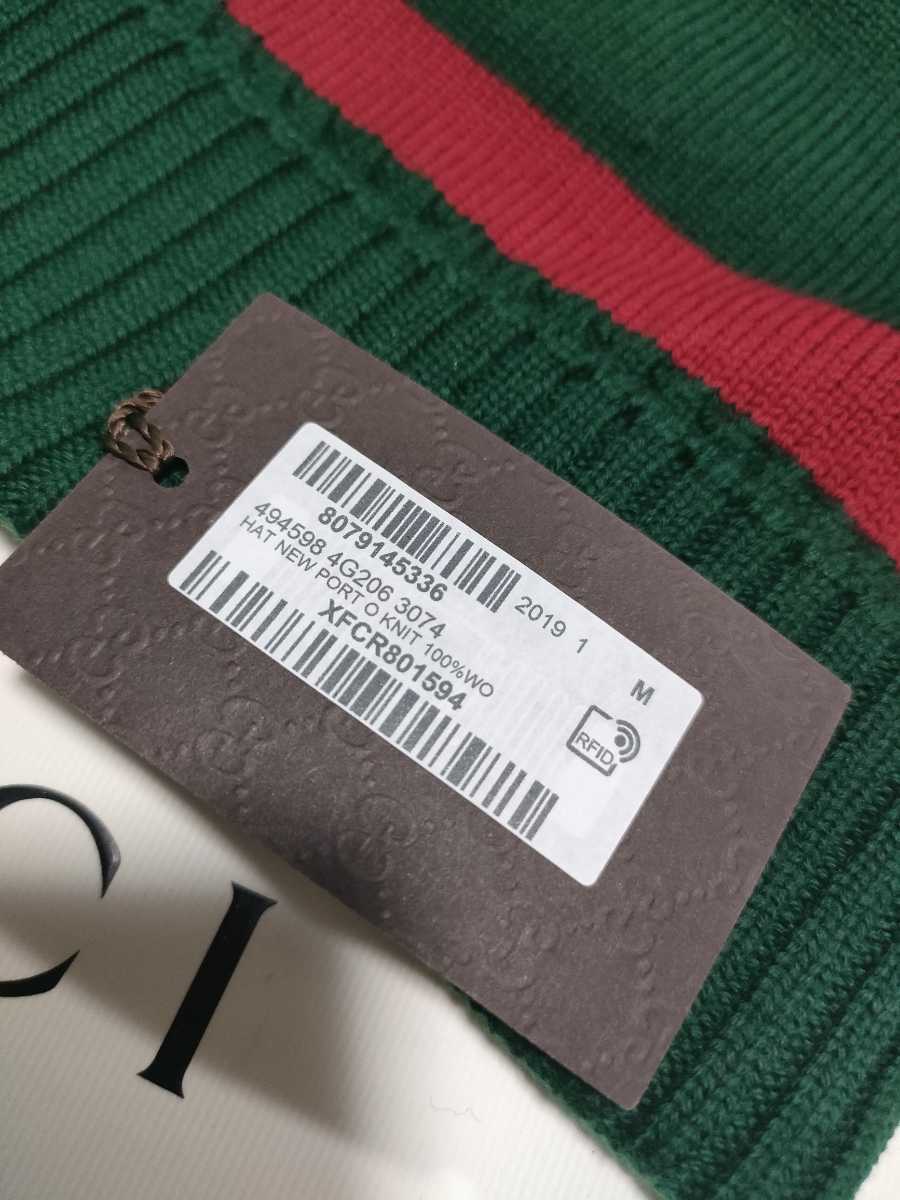 8079145336
494598 4G206 3074 2019 1
HAT NEW PORT O KNIT 100%WO
XFCR801594
M
RFID
CI